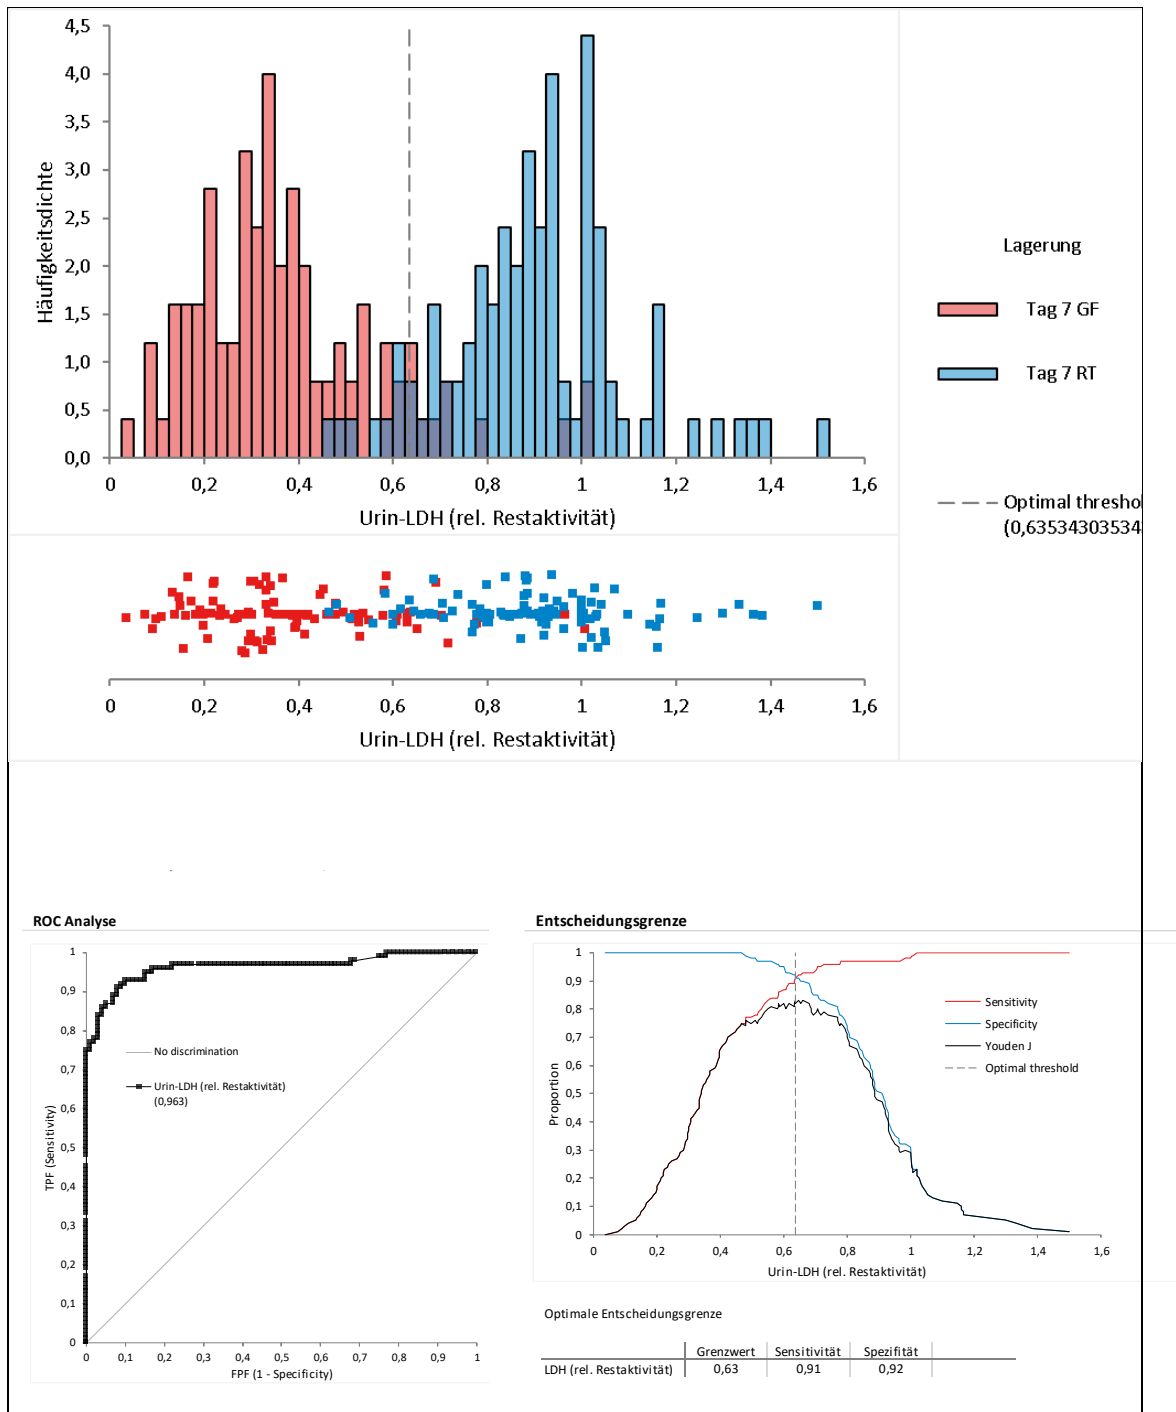 4,5
4,0
3,5
3,0
2,5
2,0
1,5
1,0
0,5
0,0
Häufigkeitsdichte
0 0,2 0,4 0,6 0,8 1 1,2 1,4 1,6
Urin-LDH (rel. Restaktivität)
Lagerung
Tag 7 GF
Tag 7 RT
Optimal threshol
(0,63534303534
0 0,2 0,4 0,6 0,8 1 1,2 1,4 1,6
Urin-LDH (rel. Restaktivität)
ROC Analyse
1
0,9
0,8
0,7
0,6
0,5
0,4
0,3
0,2
0,1
0
TPF (Sensitivity)
No discrimination
Urin-LDH (rel. Restaktivität)
(0,963)
0 0,1 0,2 0,3 0,4 0,5 0,6 0,7 0,8 0,9 1
FPF (1 - Specificity)
Entscheidungsgrenze
1
0,9
0,8
0,7
0,6
0,5
0,4
0,3
0,2
0,1
0
Proportion
Sensitivity
Specificity
Youden J
Optimal threshold
0 0,2 0,4 0,6 0,8 1 1,2 1,4 1,6
Urin-LDH (rel. Restaktivität)
Optimale Entscheidungsgrenze
Grenzwert Sensitivität Spezifität
LDH (rel. Restaktivität) 0,63 0,91 0,92